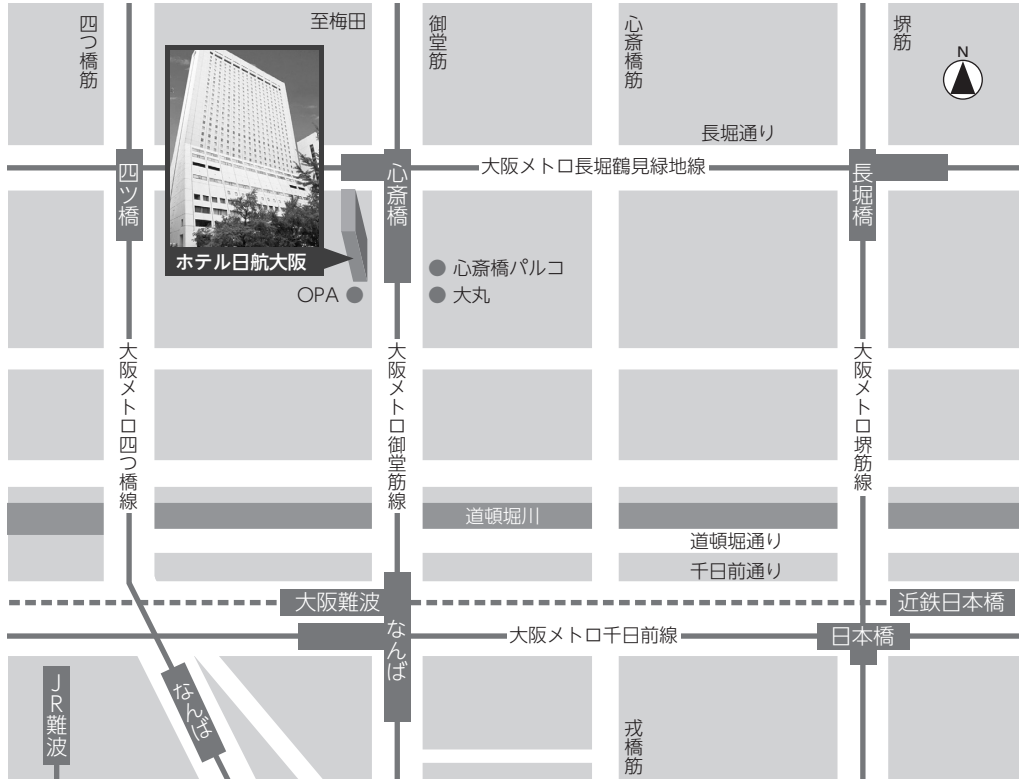 四つ橋筋
至梅田
御堂筋
心斎橋筋
堺筋
N
長堀通り
四ツ橋
心斎橋
大阪メトロ長堀鶴見緑地線
長堀橋
ホテル日航大阪
心斎橋パルコ
OPA
大丸
大阪メトロ四つ橋線
大阪メトロ御堂筋線
大阪メトロ堺筋線
道頓堀川
道頓堀通り
千日前通り
大阪難波
近鉄日本橋
なんば
大阪メトロ千日前線
日本橋
JR難波
なんば
戎橋筋